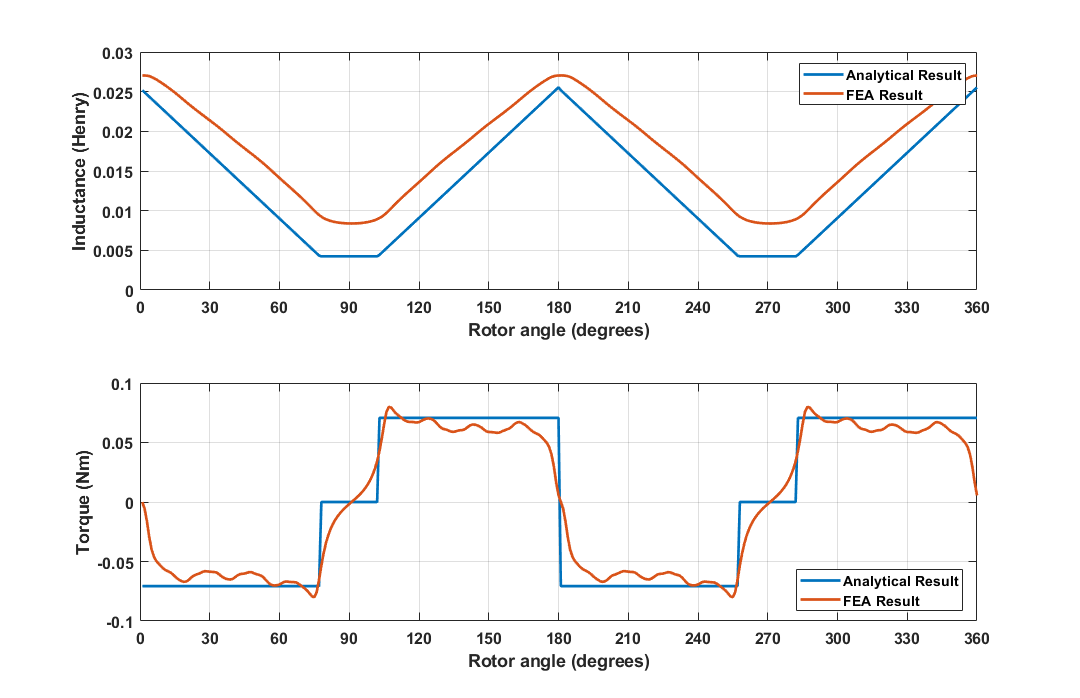 0.03
0.025
0.02
0.015
0.01
0.005
0
Inductance (Henry)
Analytical Result
FEA Result
0 30 60 90 120 150 180 210 240 270 300 330 360
Rotor angle (degrees)
0.1
0.05
0
-0.05
-0.1
Torque (Nm)
Analytical Result
FEA Result
0 30 60 90 120 150 180 210 240 270 300 330 360
Rotor angle (degrees)